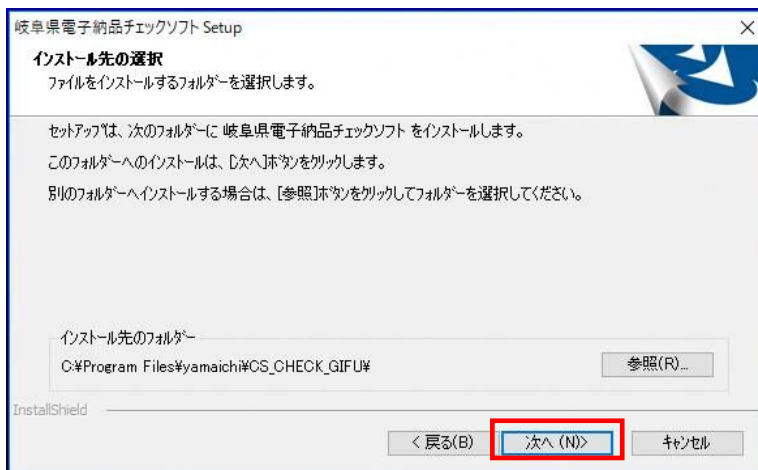 岐阜県電子納品チェックソフト Setup
インストール先の選択
ファイルをインストールするフォルダーを選択します。
セットアップは、次のフォルダーに 岐阜県電子納品チェックソフト をインストールします。
このフォルダーへのインストールは、[次へ]ボタンをクリックします。
別のフォルダーへインストールする場合は、[参照]ボタンをクリックしてフォルダーを選択してください。
インストール先のフォルダー
C:¥Program Files¥yamaichi¥CS_CHECK_GIFU¥
参照(R)...
InstallShield
< 戻る(B)
次へ (N)>
キャンセル